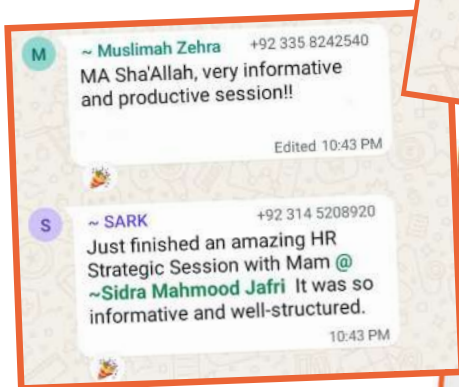 M
~ Muslimah Zehra +92 335 8242540
MA Sha'Allah, very informative
and productive session!!
Edited 10:43 PM
S
~ SARK +92 314 5208920
Just finished an amazing HR
Strategic Session with Mam @
~Sidra Mahmood Jafri It was so
informative and well-structured.
10:43 PM